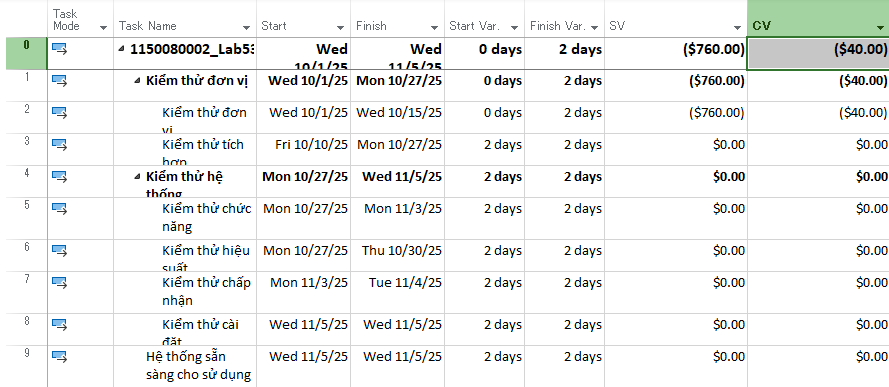 Task
Mode Task Name Start Finish Start Var. Finish Var. SV CV
0 1150080002_Lab53 Wed Wed 0 days 2 days ($760.00) ($40.00)
10/1/25 11/5/25
1 Kiểm thử đơn vị Wed 10/1/25 Mon 10/27/25 0 days 2 days ($760.00) ($40.00)
2 Kiểm thử đơn Wed 10/1/25 Wed 10/15/25 0 days 2 days ($760.00) ($40.00)
vị
3 Kiểm thử tích Fri 10/10/25 Mon 10/27/25 2 days 2 days $0.00 $0.00
hợp
4 Kiểm thử hệ Mon 10/27/25 Wed 11/5/25 2 days 2 days $0.00 $0.00
thống
5 Kiểm thử chức Mon 10/27/25 Mon 11/3/25 2 days 2 days $0.00 $0.00
năng
6 Kiểm thử hiệu Mon 10/27/25 Thu 10/30/25 2 days 2 days $0.00 $0.00
suất
7 Kiểm thử chấp Mon 11/3/25 Tue 11/4/25 2 days 2 days $0.00 $0.00
nhận
8 Kiểm thử cài Wed 11/5/25 Wed 11/5/25 2 days 2 days $0.00 $0.00
đặt
9 Hệ thống sẵn Wed 11/5/25 Wed 11/5/25 2 days 2 days $0.00 $0.00
sàng cho sử dụng